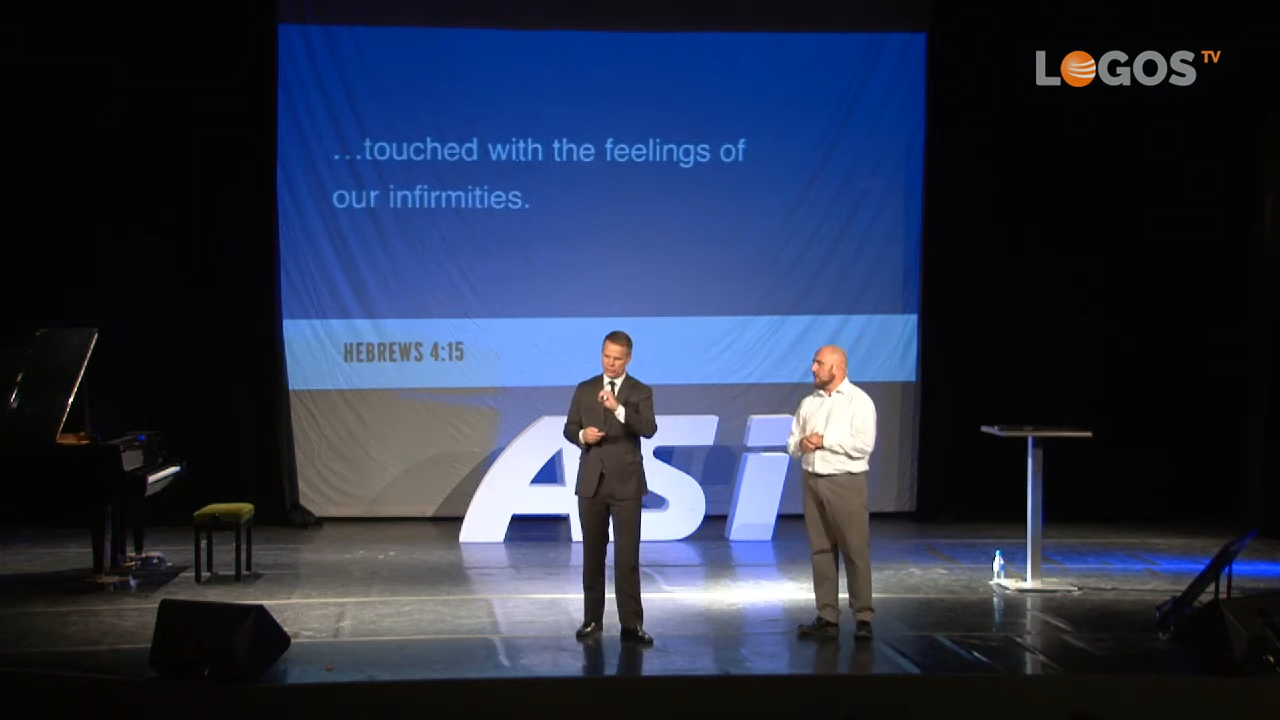 LOGOS TV
…touched with the feelings of
our infirmities.
HEBREWS 4:15
ASi